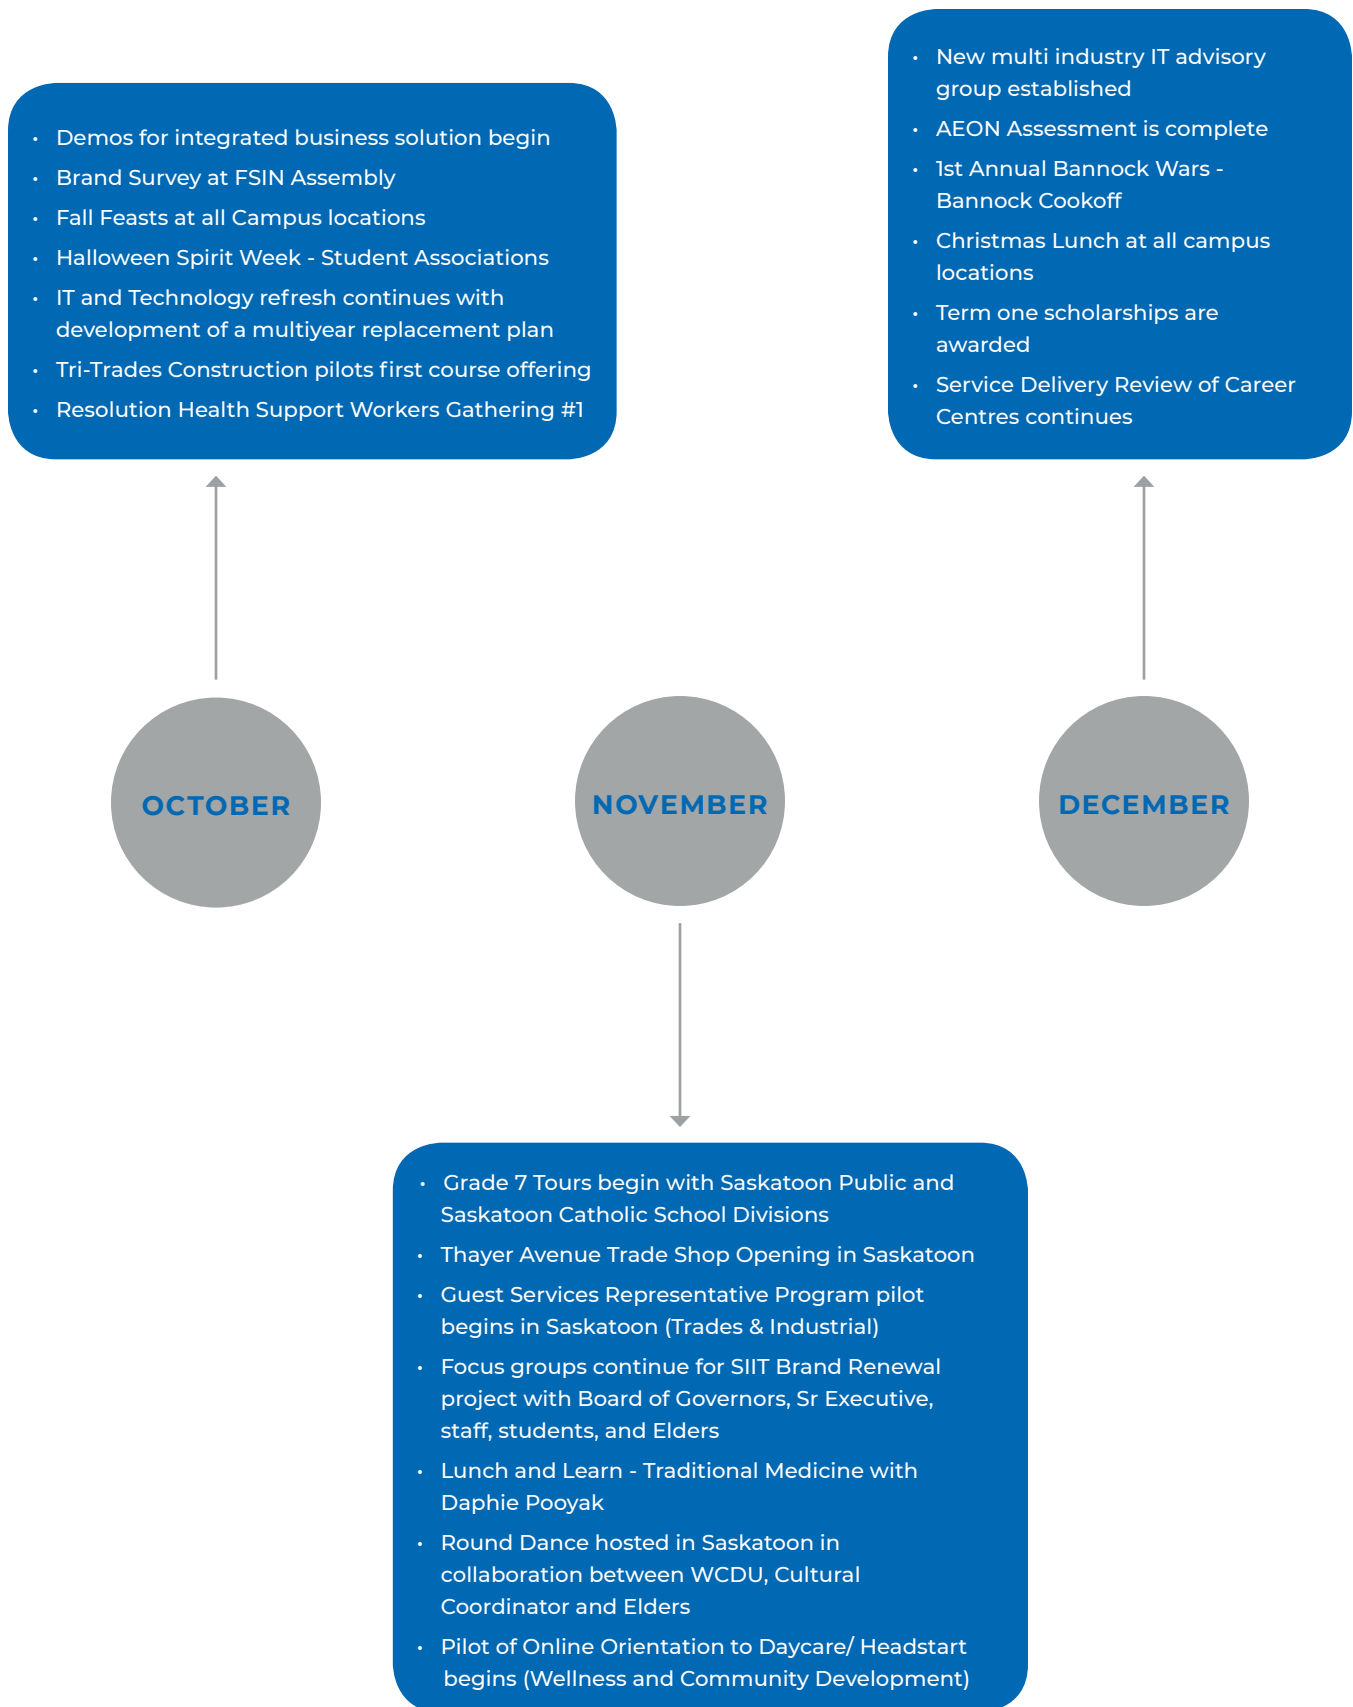 • Demos for integrated business solution begin
• Brand Survey at FSIN Assembly
• Fall Feasts at all Campus locations
• Halloween Spirit Week - Student Associations
• IT and Technology refresh continues with
development of a multiyear replacement plan
• Tri-Trades Construction pilots first course offering
• Resolution Health Support Workers Gathering #1
• New multi industry IT advisory
group established
• AEON Assessment is complete
• 1st Annual Bannock Wars -
Bannock Cookoff
• Christmas Lunch at all campus
locations
• Term one scholarships are
awarded
• Service Delivery Review of Career
Centres continues
OCTOBER
NOVEMBER
DECEMBER
• Grade 7 Tours begin with Saskatoon Public and
Saskatoon Catholic School Divisions
• Thayer Avenue Trade Shop Opening in Saskatoon
• Guest Services Representative Program pilot
begins in Saskatoon (Trades & Industrial)
• Focus groups continue for SIIT Brand Renewal
project with Board of Governors, Sr Executive,
staff, students, and Elders
• Lunch and Learn - Traditional Medicine with
Daphie Pooyak
• Round Dance hosted in Saskatoon in
collaboration between WCDU, Cultural
Coordinator and Elders
• Pilot of Online Orientation to Daycare/ Headstart
begins (Wellness and Community Development)